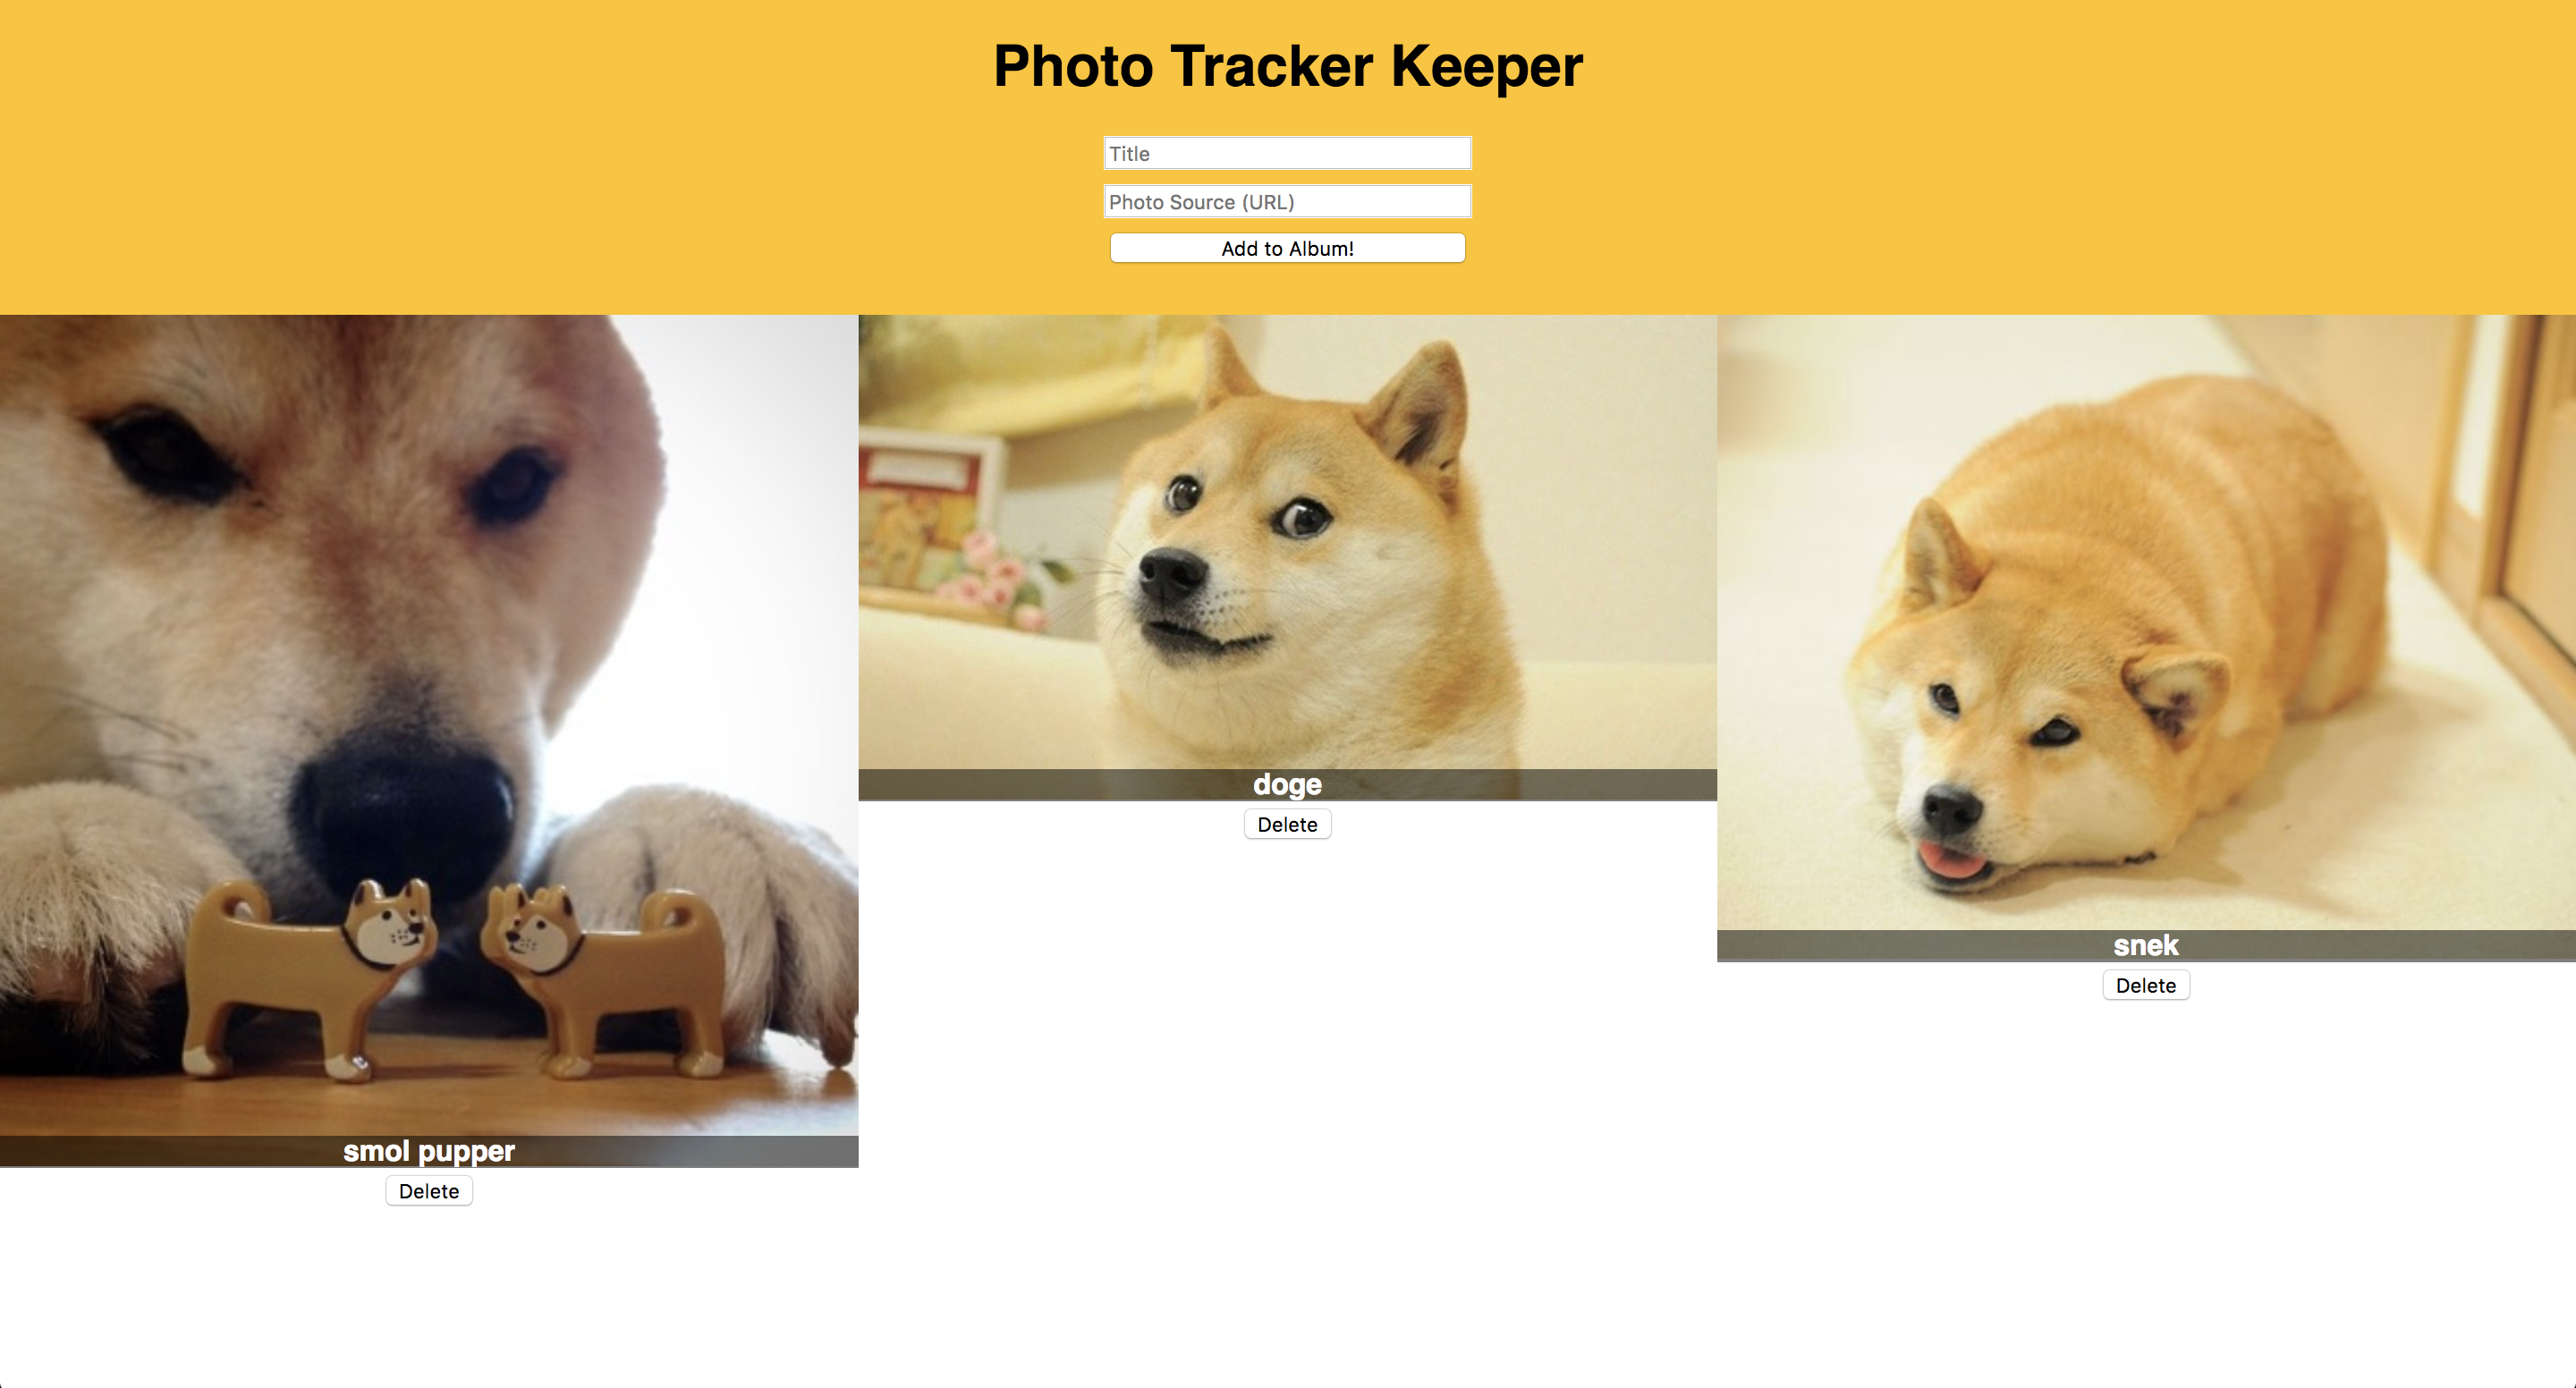 Photo Tracker Keeper
Title
Photo Source (URL)
Add to Album!
smol pupper
Delete
doge
Delete
snek
Delete